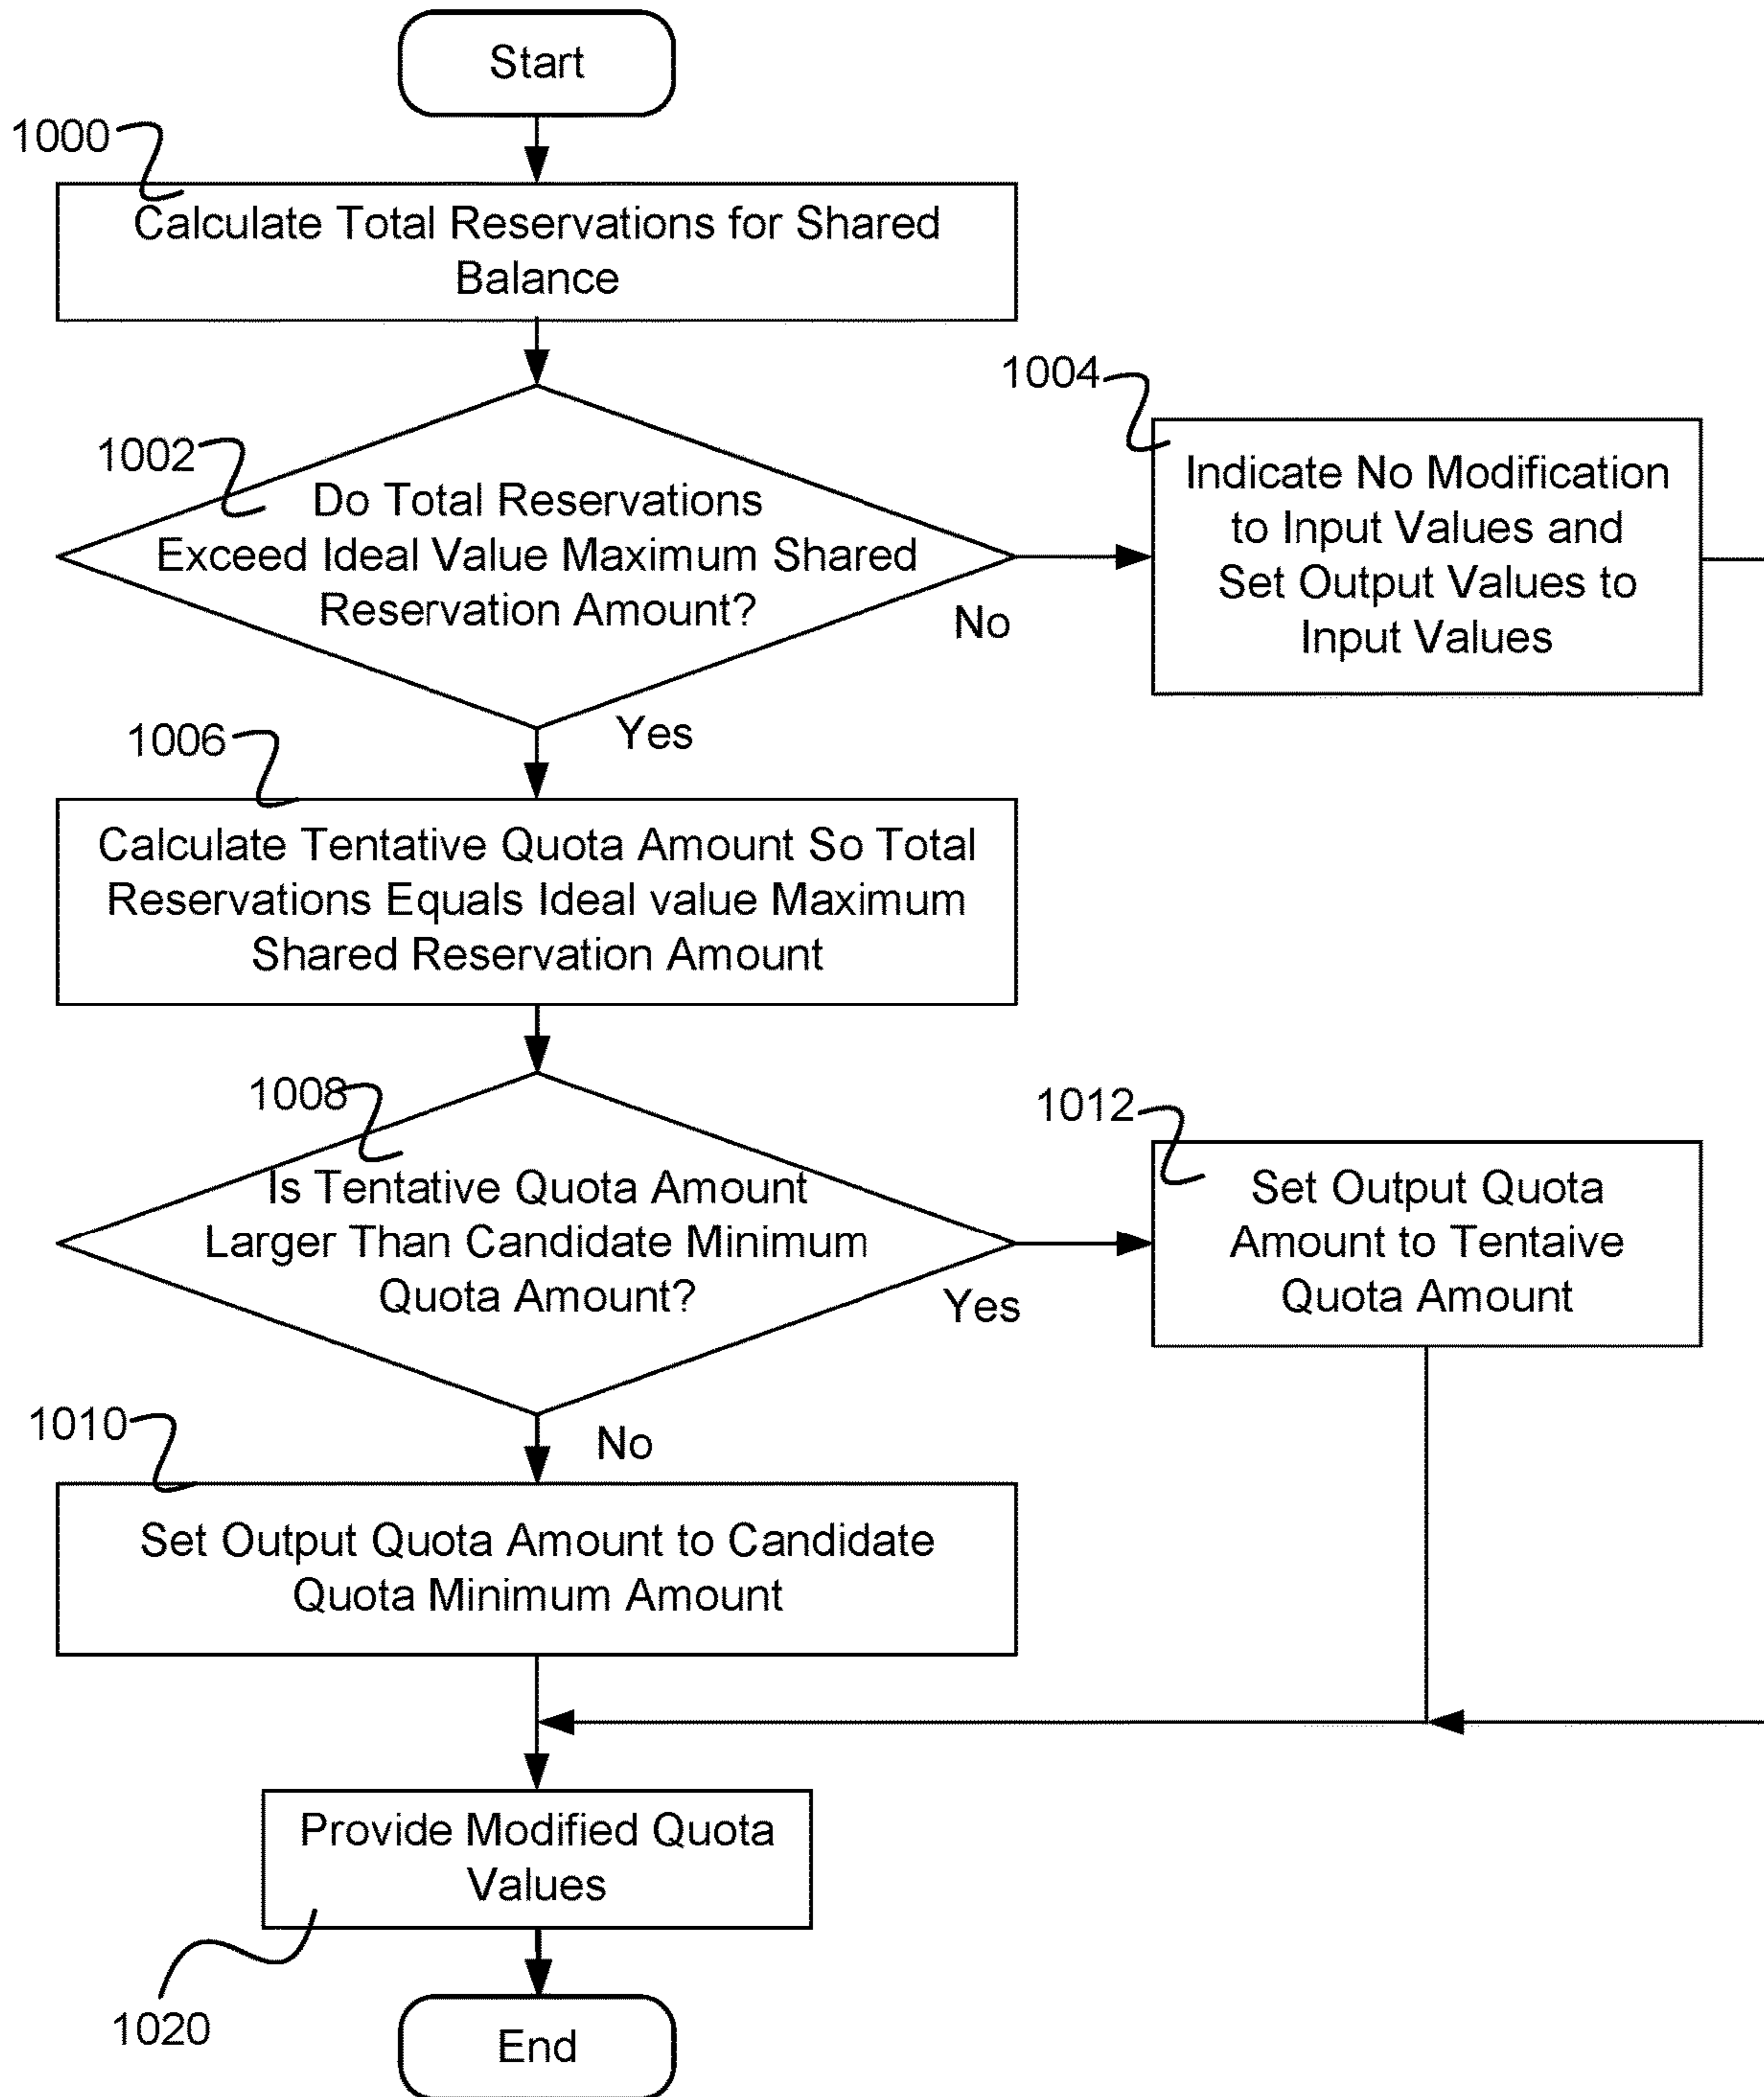 Start
1000
Calculate Total Reservations for Shared
Balance
1002
Do Total Reservations
Exceed Ideal Value Maximum Shared
Reservation Amount?
No
1004
Indicate No Modification
to Input Values and
Set Output Values to
Input Values
Yes
1006
Calculate Tentative Quota Amount So Total
Reservations Equals Ideal value Maximum
Shared Reservation Amount
1008
Is Tentative Quota Amount
Larger Than Candidate Minimum
Quota Amount?
Yes
1012
Set Output Quota
Amount to Tentaive
Quota Amount
No
1010
Set Output Quota Amount to Candidate
Quota Minimum Amount
Provide Modified Quota
Values
1020
End